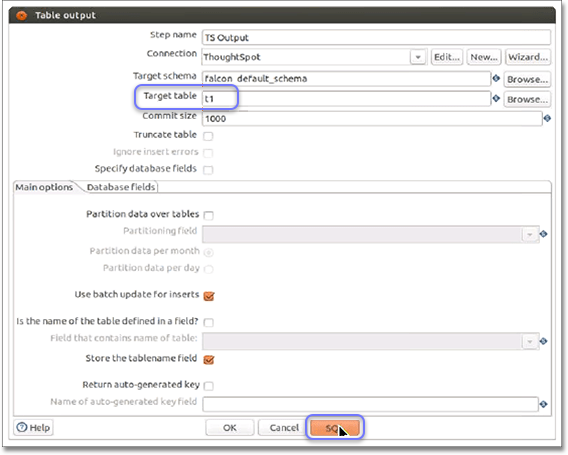 Table output
Step name TS Output
Connection ThoughtSpot Edit... New... Wizard...
Target schema falcon_default_schema Browse...
Target table t1 Browse...
Commit size 1000
Truncate table
Ignore insert errors
Specify database fields
Main options Database fields
Partition data over tables
Partitioning field
Partition data per month
Partition data per day
Use batch update for inserts
Is the name of the table defined in a field?
Field that contains name of table:
Store the tablename field
Return auto-generated key
Name of auto-generated key field
Help OK Cancel